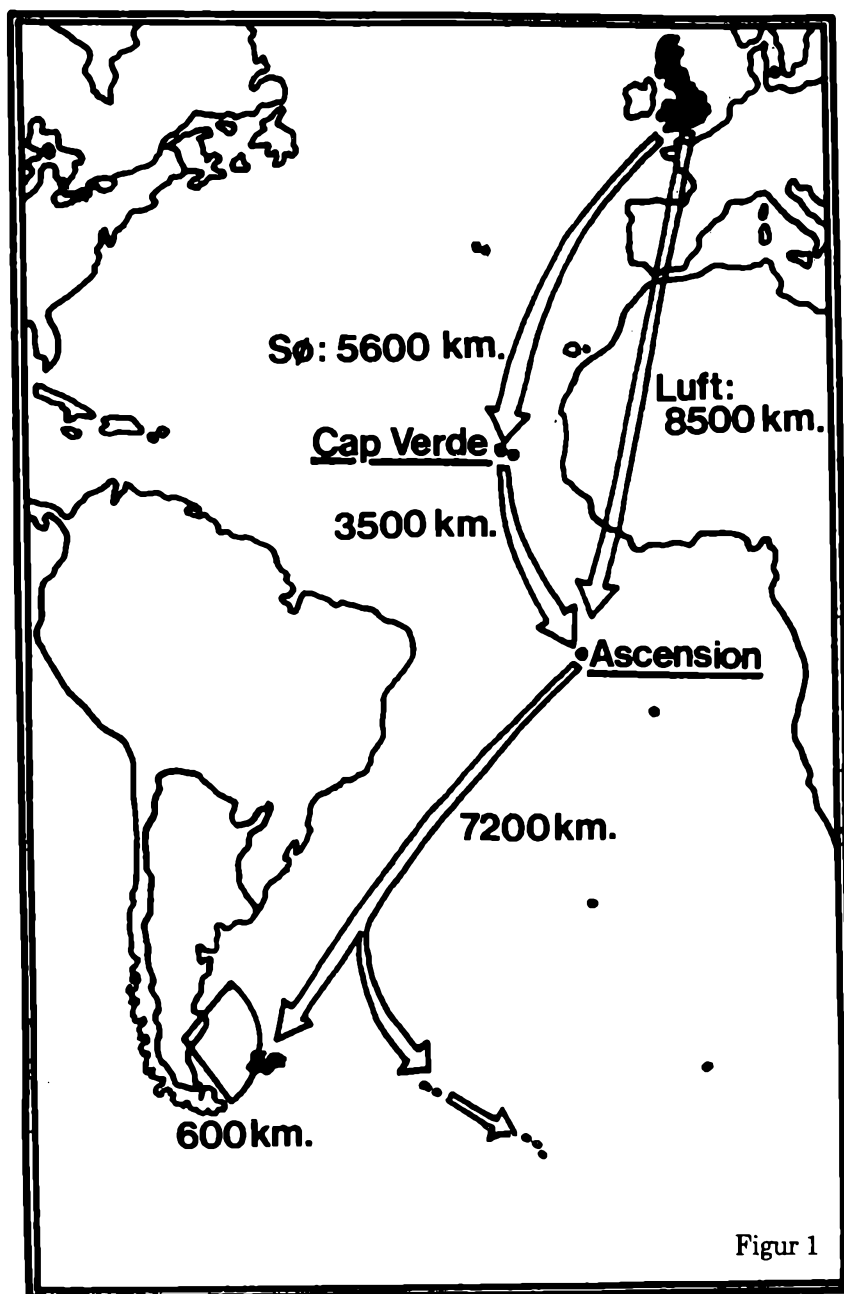 Sø: 5600 km.
Luft:
8500 km.
Cap Verde
3500 km.
Ascension
7200 km.
600 km.
Figur 1